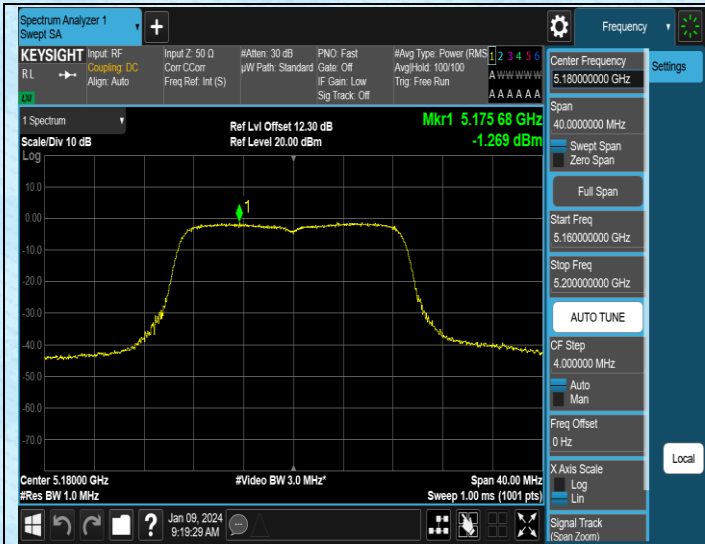 Spectrum Analyzer 1
Swept SA
Frequency
KEYSIGHT
RL
LXI
Input: RF
Coupling: DC
Align: Auto
Input Z: 50 Ω
Corr CCorr
Freq Ref: Int (S)
#Atten: 30 dB
µW Path: Standard
PNO: Fast
Gate: Off
IF Gain: Low
Sig Track: Off
#Avg Type: Power (RMS
Avg|Hold: 100/100
Trig: Free Run
1 2 3 4 5 6
A W W W W W
A A A A A A
1 Spectrum
Scale/Div 10 dB
Ref Lvl Offset 12.30 dB
Ref Level 20.00 dBm
Mkr1 5.175 68 GHz
-1.269 dBm
Log
10.0
0.00
-10.0
-20.0
-30.0
-40.0
-50.0
-60.0
-70.0
1
Center 5.18000 GHz
#Res BW 1.0 MHz
#Video BW 3.0 MHz*
Span 40.00 MHz
Sweep 1.00 ms (1001 pts)
Jan 09, 2024
9:19:29 AM
?
Center Frequency
5.180000000 GHz
Span
40.0000000 MHz
Swept Span
Zero Span
Full Span
Start Freq
5.160000000 GHz
Stop Freq
5.200000000 GHz
AUTO TUNE
CF Step
4.000000 MHz
Auto
Man
Freq Offset
0 Hz
X Axis Scale
Log
Lin
Signal Track
(Span Zoom)
Settings
Local